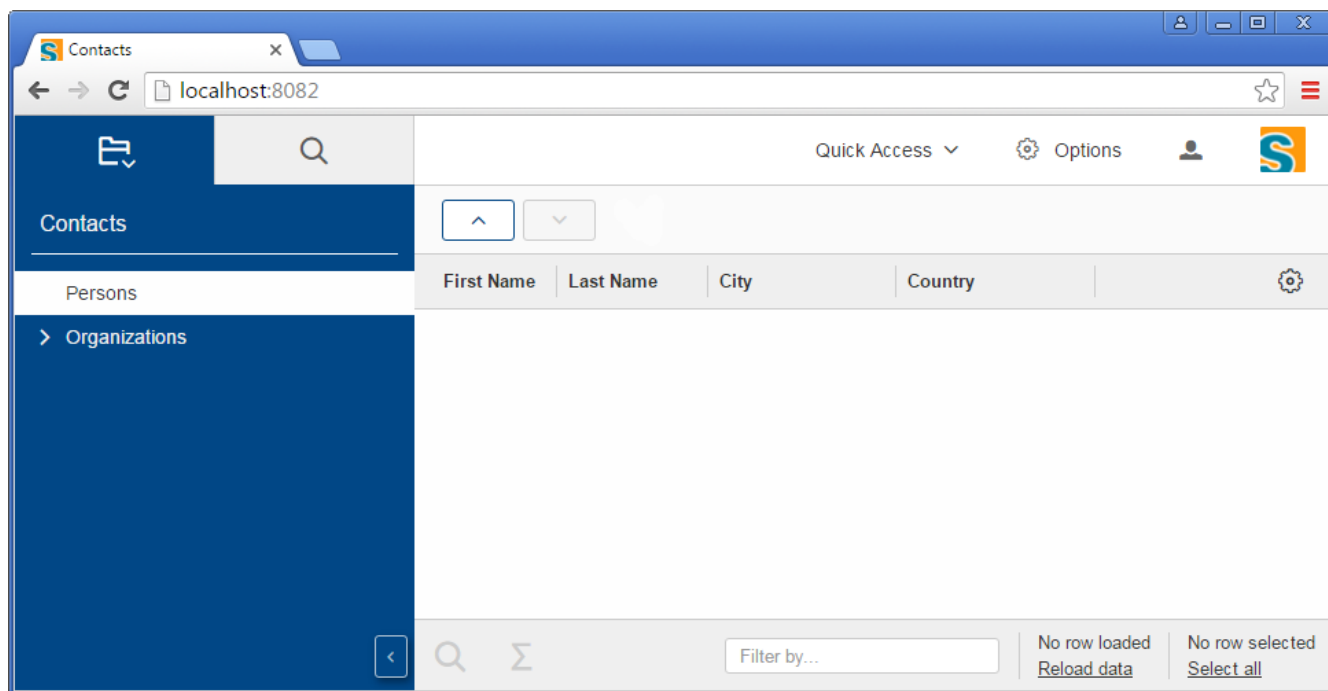 Contacts
localhost:8082
Quick Access
Options
Contacts
Persons
Organizations
First Name Last Name City Country
Filter by...
No row loaded
Reload data
No row selected
Select all